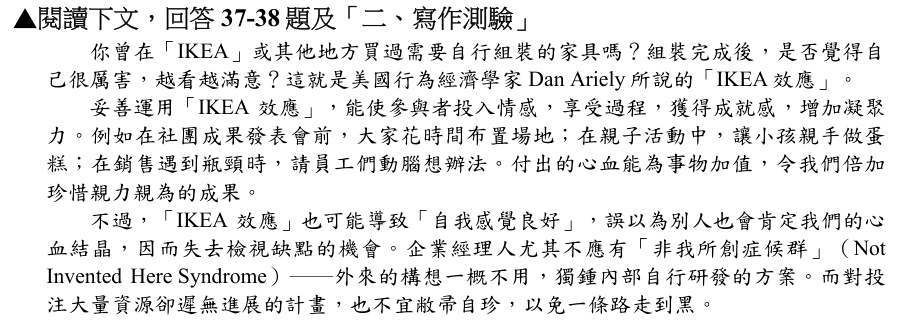 ▲閱讀下文，回答 37-38 題及「二、寫作測驗」
你曾在「IKEA」或其他地方買過需要自行組裝的家具嗎？組裝完成後，是否覺得自
己很厲害，越看越滿意？這就是美國行為經濟學家 Dan Ariely 所說的「IKEA 效應」。
妥善運用「IKEA 效應」，能使參與者投入情感，享受過程，獲得成就感，增加凝聚
力。例如在社團成果發表會前，大家花時間布置場地；在親子活動中，讓小孩親手做蛋
糕；在銷售遇到瓶頸時，請員工們動腦想辦法。付出的心血能為事物加值，令我們倍加
珍惜親力親為的成果。
不過，「IKEA 效應」也可能導致「自我感覺良好」，誤以為別人也會肯定我們的心
血結晶，因而失去檢視缺點的機會。企業經理人尤其不應有「非我所創症候群」（Not
Invented Here Syndrome）——外來的構想一概不用，獨鍾內部自行研發的方案。而對投
注大量資源卻遲無進展的計畫，也不宜敝帚自珍，以免一條路走到黑。